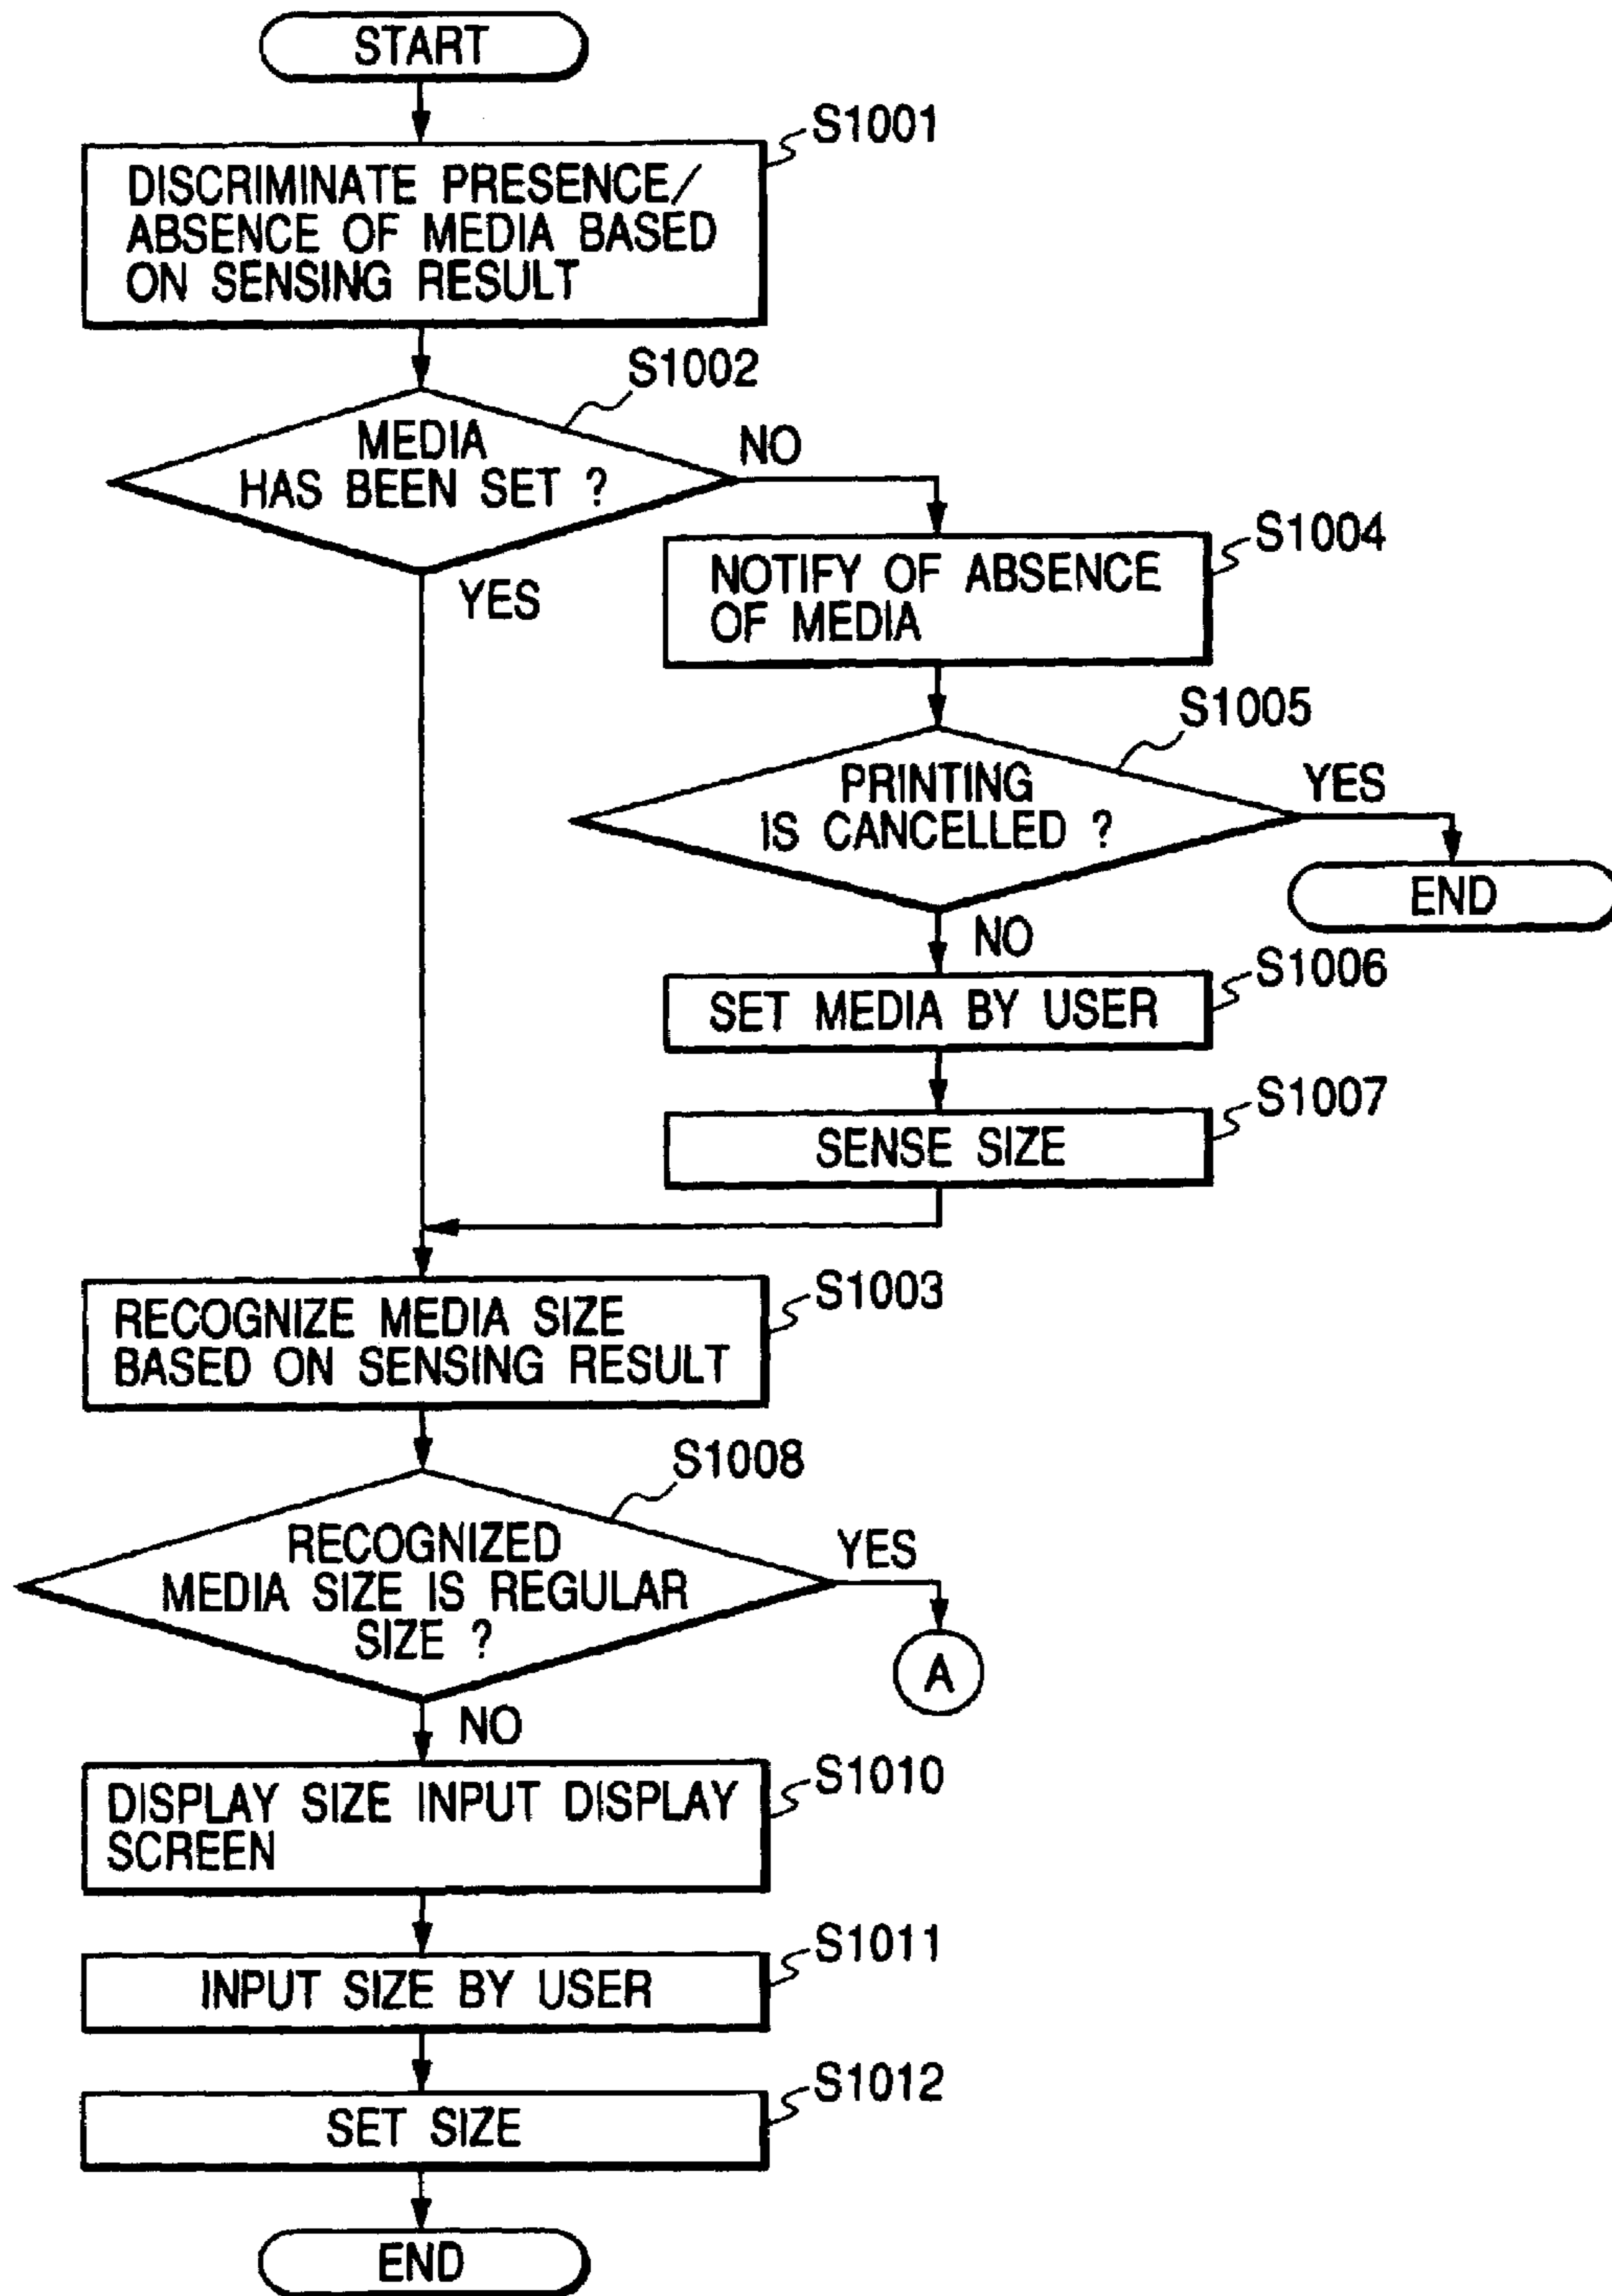 START
S1001
DISCRIMINATE PRESENCE/
ABSENCE OF MEDIA BASED
ON SENSING RESULT
S1002
MEDIA
HAS BEEN SET ?
NO
YES
S1004
NOTIFY OF ABSENCE
OF MEDIA
S1005
PRINTING
IS CANCELLED ?
YES
END
NO
S1006
SET MEDIA BY USER
S1007
SENSE SIZE
S1003
RECOGNIZE MEDIA SIZE
BASED ON SENSING RESULT
S1008
RECOGNIZED
MEDIA SIZE IS REGULAR
SIZE ?
YES
A
NO
S1010
DISPLAY SIZE INPUT DISPLAY
SCREEN
S1011
INPUT SIZE BY USER
S1012
SET SIZE
END